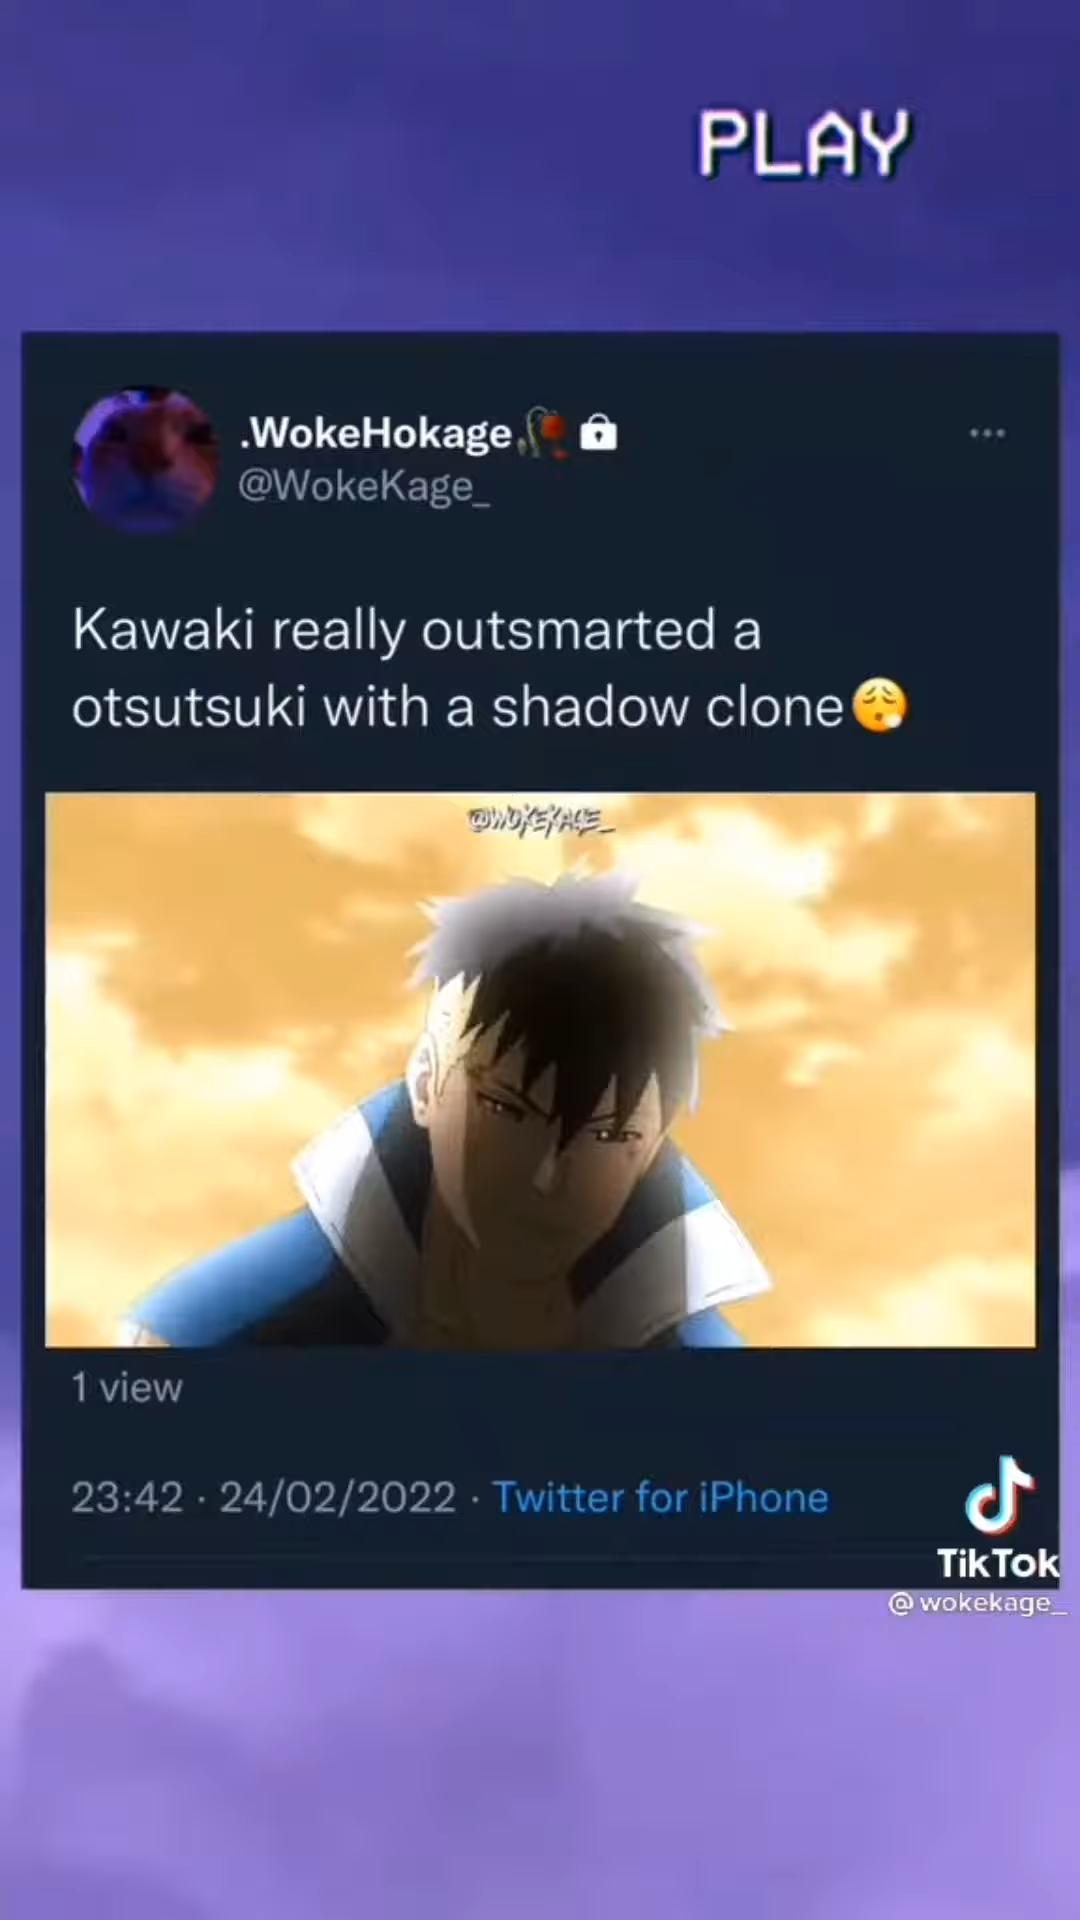 PLAY
.WokeHokage🥀🔒
@WokeKage_
Kawaki really outsmarted a
otsutsuki with a shadow clone😮‍💨
@WOKEKAGE_
1 view
23:42 · 24/02/2022 · Twitter for iPhone
TikTok
@wokekage_